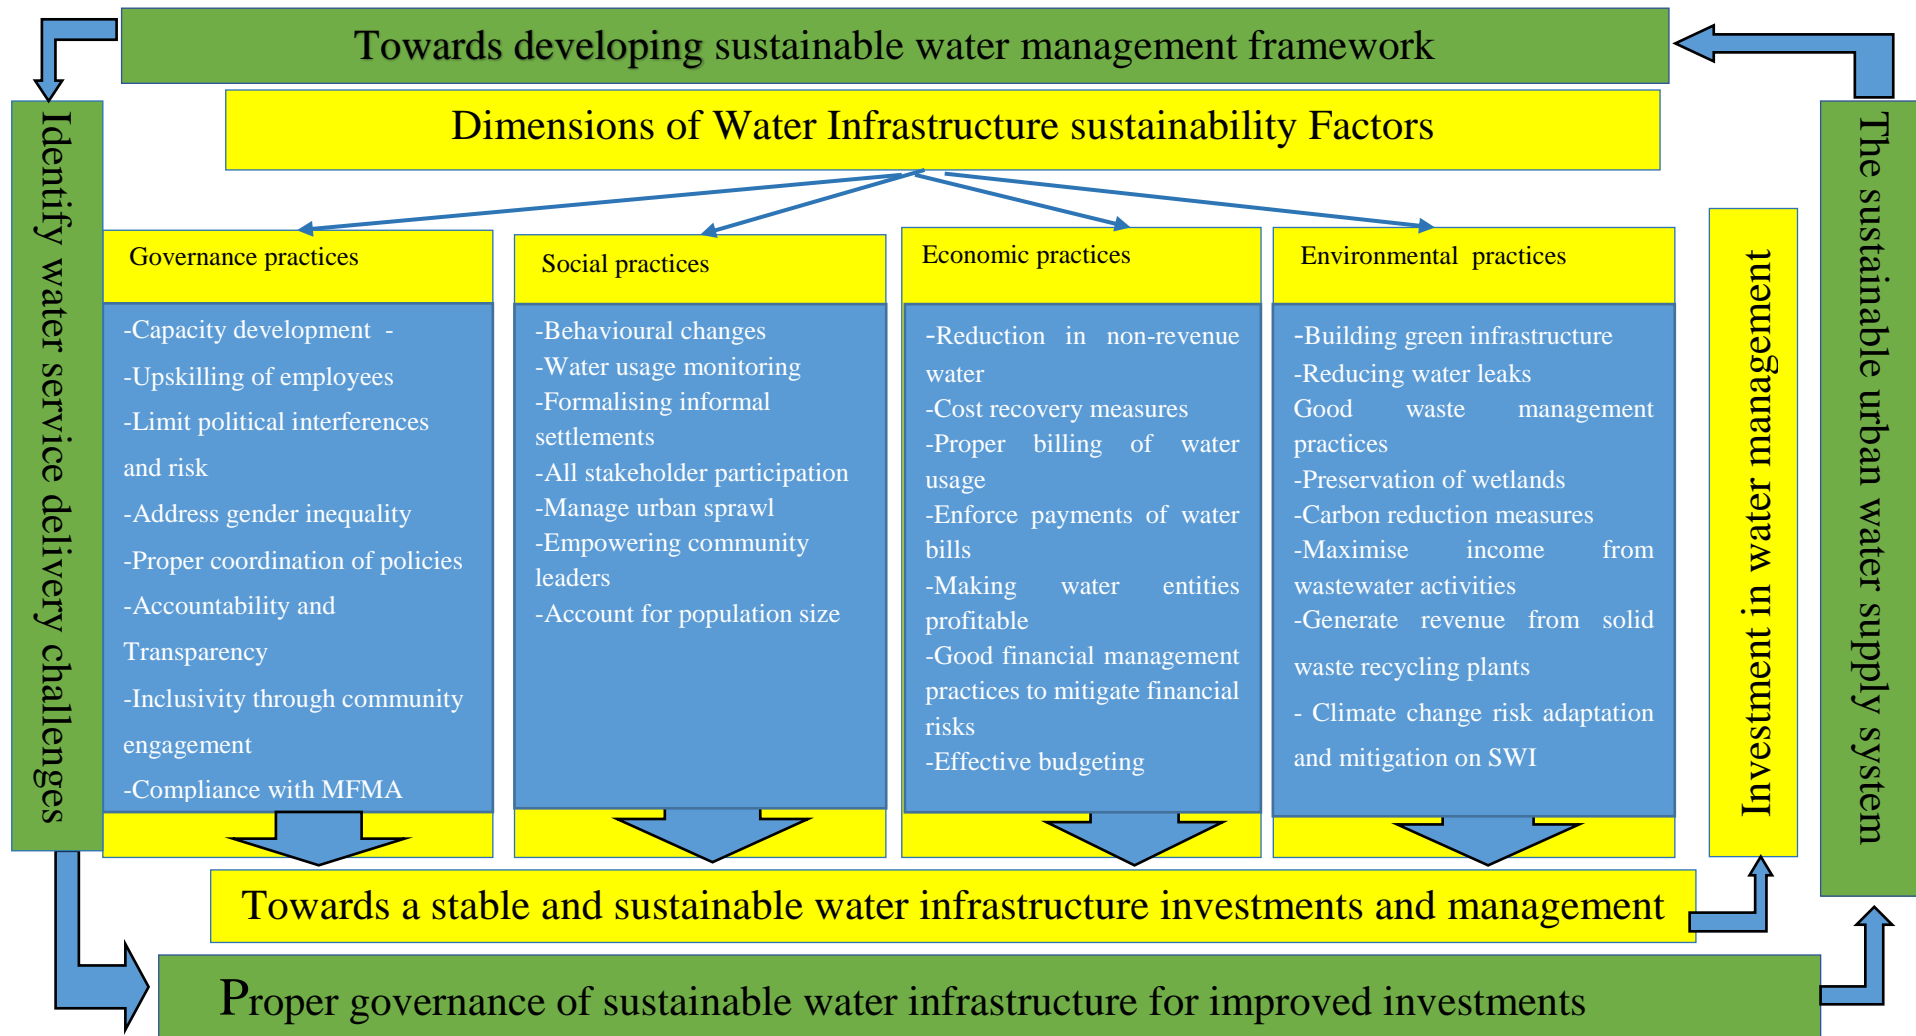 Towards developing sustainable water management framework
Dimensions of Water Infrastructure sustainability Factors
Identify water service delivery challenges
Governance practices
-Capacity development -
-Upskilling of employees
-Limit political interferences
and risk
-Address gender inequality
-Proper coordination of policies
-Accountability and
Transparency
-Inclusivity through community
engagement
-Compliance with MFMA
Social practices
-Behavioural changes
-Water usage monitoring
-Formalising informal
settlements
-All stakeholder participation
-Manage urban sprawl
-Empowering community
leaders
-Account for population size
Economic practices
-Reduction in non-revenue
water
-Cost recovery measures
-Proper billing of water
usage
-Enforce payments of water
bills
-Making water entities
profitable
-Good financial management
practices to mitigate financial
risks
-Effective budgeting
Environmental practices
-Building green infrastructure
-Reducing water leaks
Good waste management
practices
-Preservation of wetlands
-Carbon reduction measures
-Maximise income from
wastewater activities
-Generate revenue from solid
waste recycling plants
- Climate change risk adaptation
and mitigation on SWI
Investment in water management
The sustainable urban water supply system
Towards a stable and sustainable water infrastructure investments and management
Proper governance of sustainable water infrastructure for improved investments